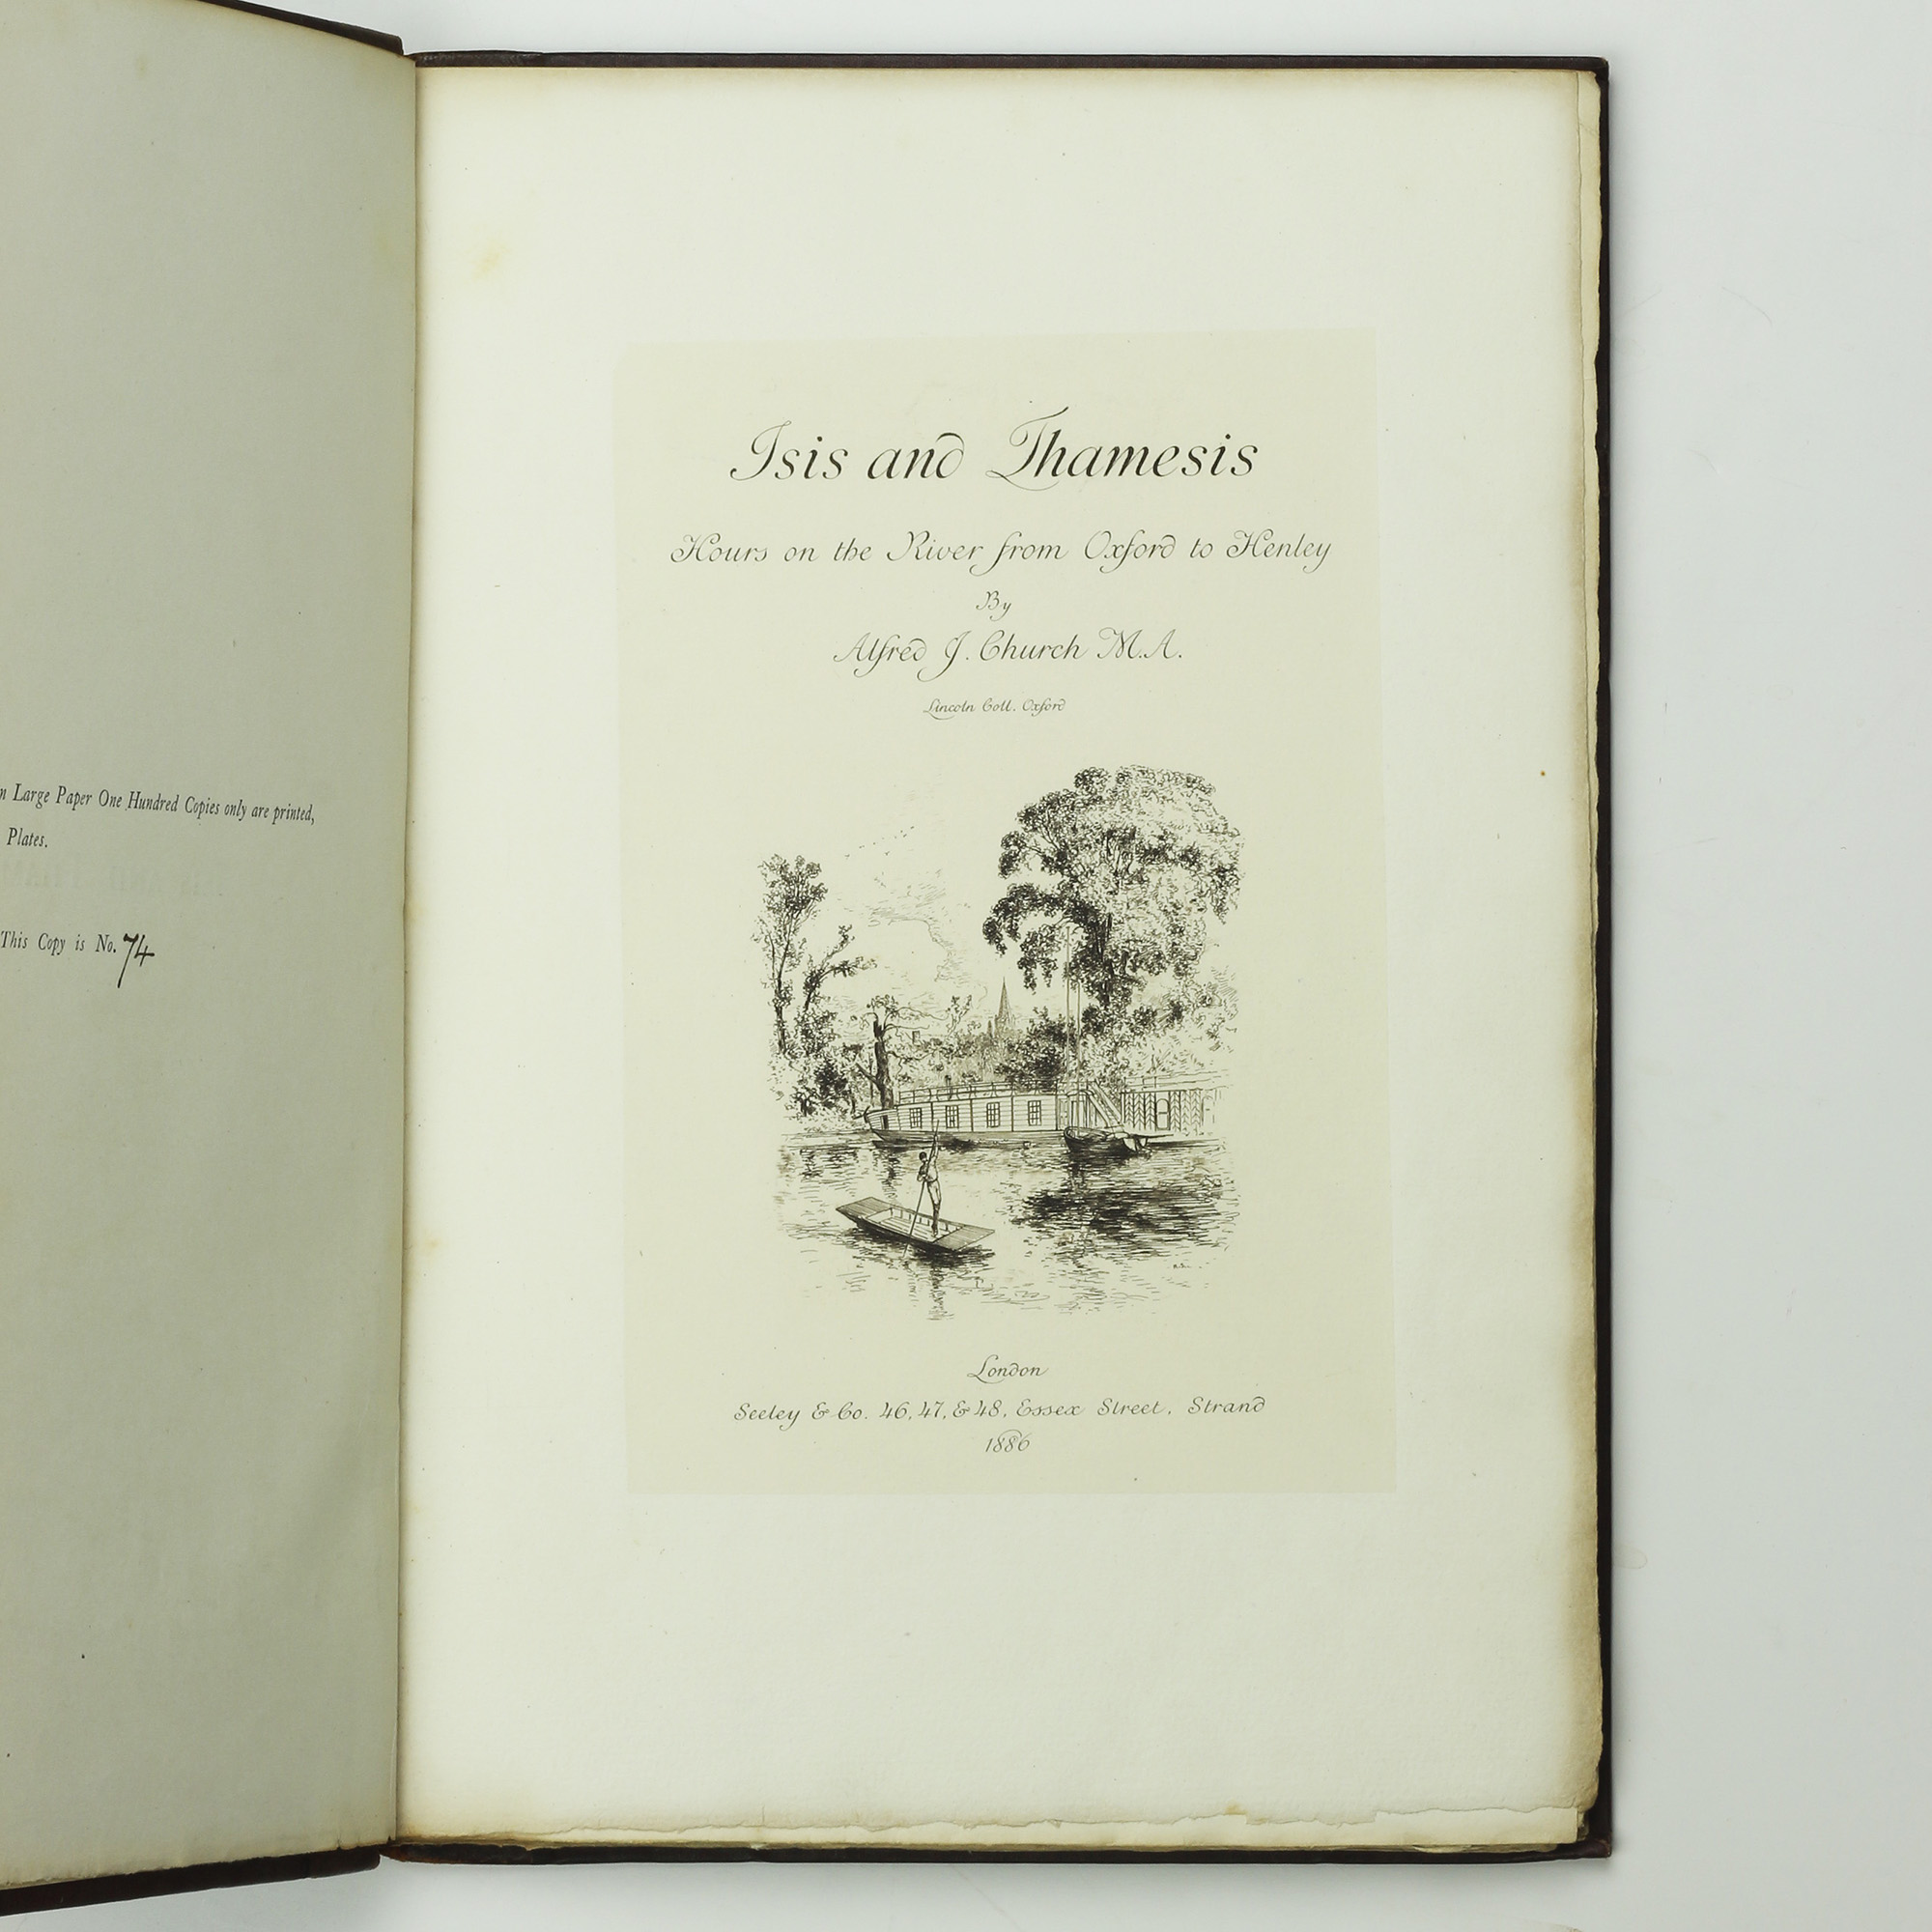 Large Paper One Hundred Copies only are printed,
Plates.
This Copy is No. 74
Isis and Thamesis
Hours on the River from Oxford to Henley
By
Alfred J. Church M.A.
Lincoln Coll. Oxford
London
Seeley & Co. 46, 47, & 48, Essex Street, Strand
1886